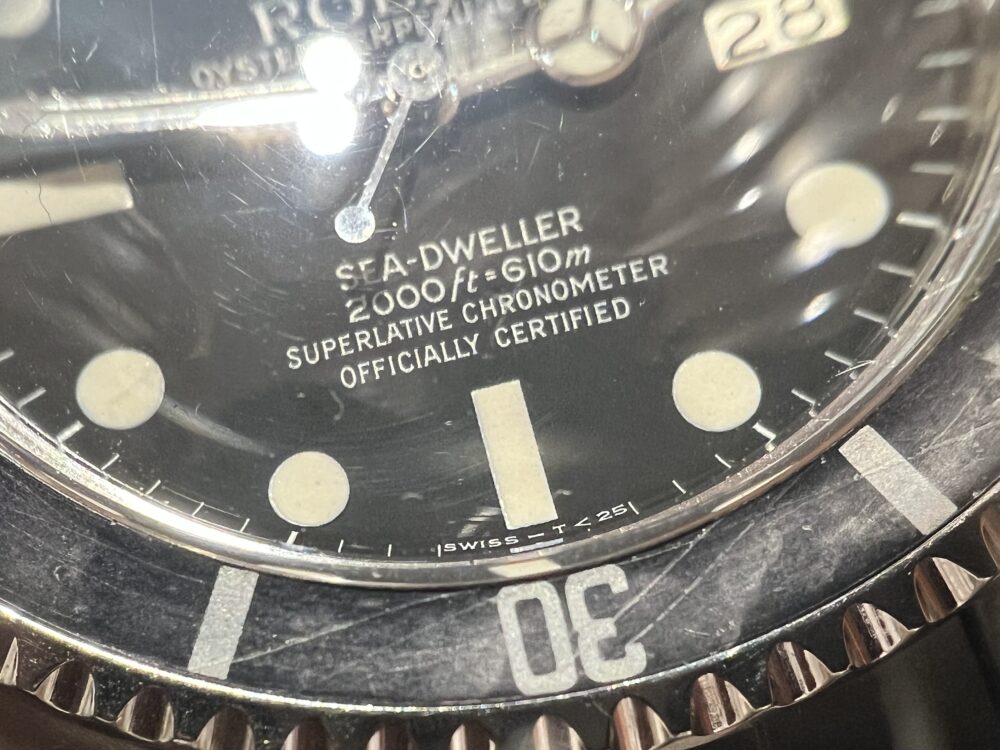 28
SEA-DWELLER
2000ft=610m
SUPERLATIVE CHRONOMETER
OFFICIALLY CERTIFIED
SWISS – T < 25
30